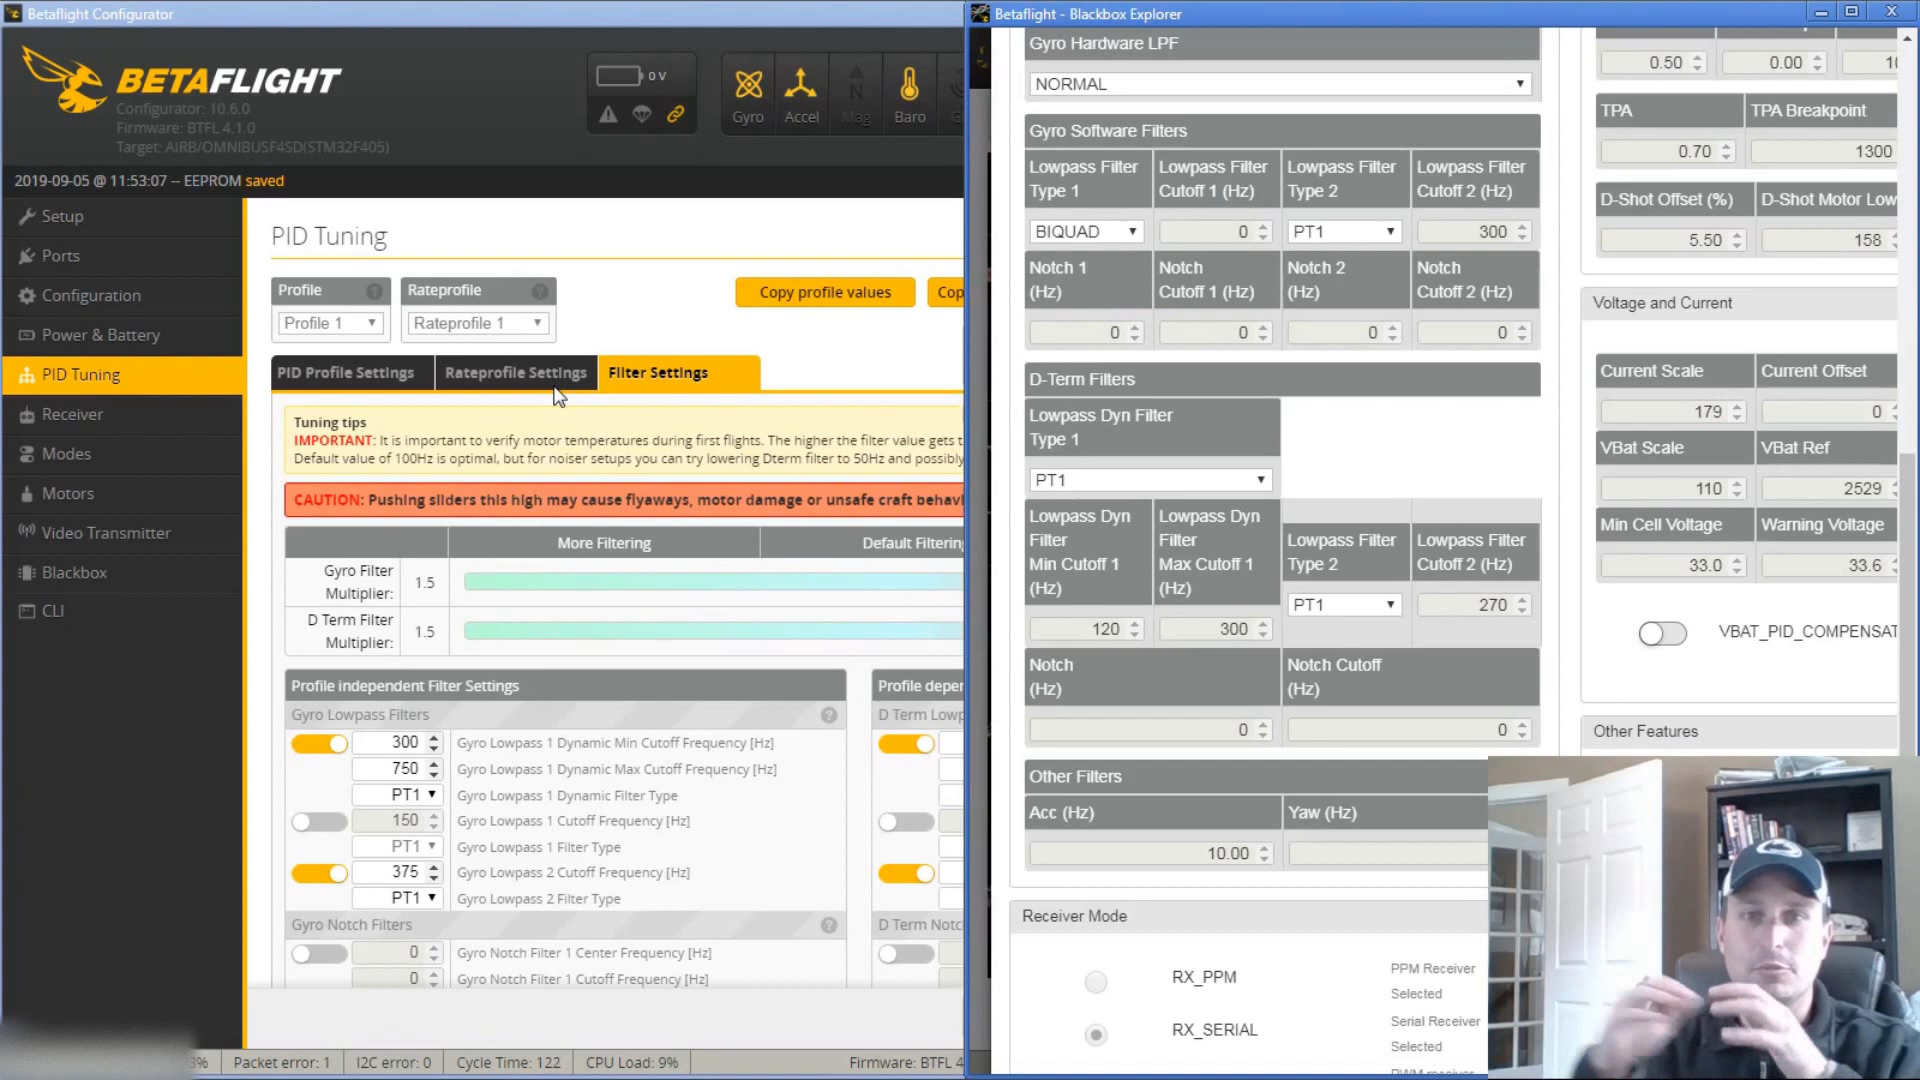 Betaflight Configurator
BETAFLIGHT
Configurator: 10.6.0
Firmware: BTFL 4.1.0
Target: AIRB/OMNIBUSF4SD(STM32F405)
0 V
Gyro
Accel
Mag
Baro
2019-09-05 @ 11:53:07 -- EEPROM saved
Setup
Ports
Configuration
Power & Battery
PID Tuning
Receiver
Modes
Motors
Video Transmitter
Blackbox
CLI
PID Tuning
Profile
Rateprofile
Profile 1
Rateprofile 1
Copy profile values
Cop
PID Profile Settings
Rateprofile Settings
Filter Settings
Tuning tips
IMPORTANT: It is important to verify motor temperatures during first flights. The higher the filter value gets t
Default value of 100Hz is optimal, but for noiser setups you can try lowering Dterm filter to 50Hz and possibly
CAUTION: Pushing sliders this high may cause flyaways, motor damage or unsafe craft behavi
More Filtering
Default Filtering
Gyro Filter
Multiplier:
1.5
D Term Filter
Multiplier:
1.5
Profile independent Filter Settings
Profile depen
Gyro Lowpass Filters
D Term Lowp
300 Gyro Lowpass 1 Dynamic Min Cutoff Frequency [Hz]
750 Gyro Lowpass 1 Dynamic Max Cutoff Frequency [Hz]
PT1 Gyro Lowpass 1 Dynamic Filter Type
150 Gyro Lowpass 1 Cutoff Frequency [Hz]
PT1 Gyro Lowpass 1 Filter Type
375 Gyro Lowpass 2 Cutoff Frequency [Hz]
PT1 Gyro Lowpass 2 Filter Type
Gyro Notch Filters
D Term Notc
0 Gyro Notch Filter 1 Center Frequency [Hz]
0 Gyro Notch Filter 1 Cutoff Frequency [Hz]
3%
Packet error: 1
I2C error: 0
Cycle Time: 122
CPU Load: 9%
Firmware: BTFL 4
Betaflight - Blackbox Explorer
Gyro Hardware LPF
NORMAL
Gyro Software Filters
Lowpass Filter
Type 1
Lowpass Filter
Cutoff 1 (Hz)
Lowpass Filter
Type 2
Lowpass Filter
Cutoff 2 (Hz)
BIQUAD
0
PT1
300
Notch 1
(Hz)
Notch
Cutoff 1 (Hz)
Notch 2
(Hz)
Notch
Cutoff 2 (Hz)
0
0
0
0
D-Term Filters
Lowpass Dyn Filter
Type 1
PT1
Lowpass Dyn
Filter
Min Cutoff 1
(Hz)
Lowpass Dyn
Filter
Max Cutoff 1
(Hz)
Lowpass Filter
Type 2
Lowpass Filter
Cutoff 2 (Hz)
120
300
PT1
270
Notch
(Hz)
Notch Cutoff
(Hz)
0
0
Other Filters
Acc (Hz)
Yaw (Hz)
10.00
Receiver Mode
RX_PPM
PPM Receiver
Selected
RX_SERIAL
Serial Receiver
Selected
0.50
0.00
TPA
TPA Breakpoint
0.70
1300
D-Shot Offset (%)
D-Shot Motor Low
5.50
158
Voltage and Current
Current Scale
Current Offset
179
0
VBat Scale
VBat Ref
110
2529
Min Cell Voltage
Warning Voltage
33.0
33.6
VBAT_PID_COMPENSAT
Other Features